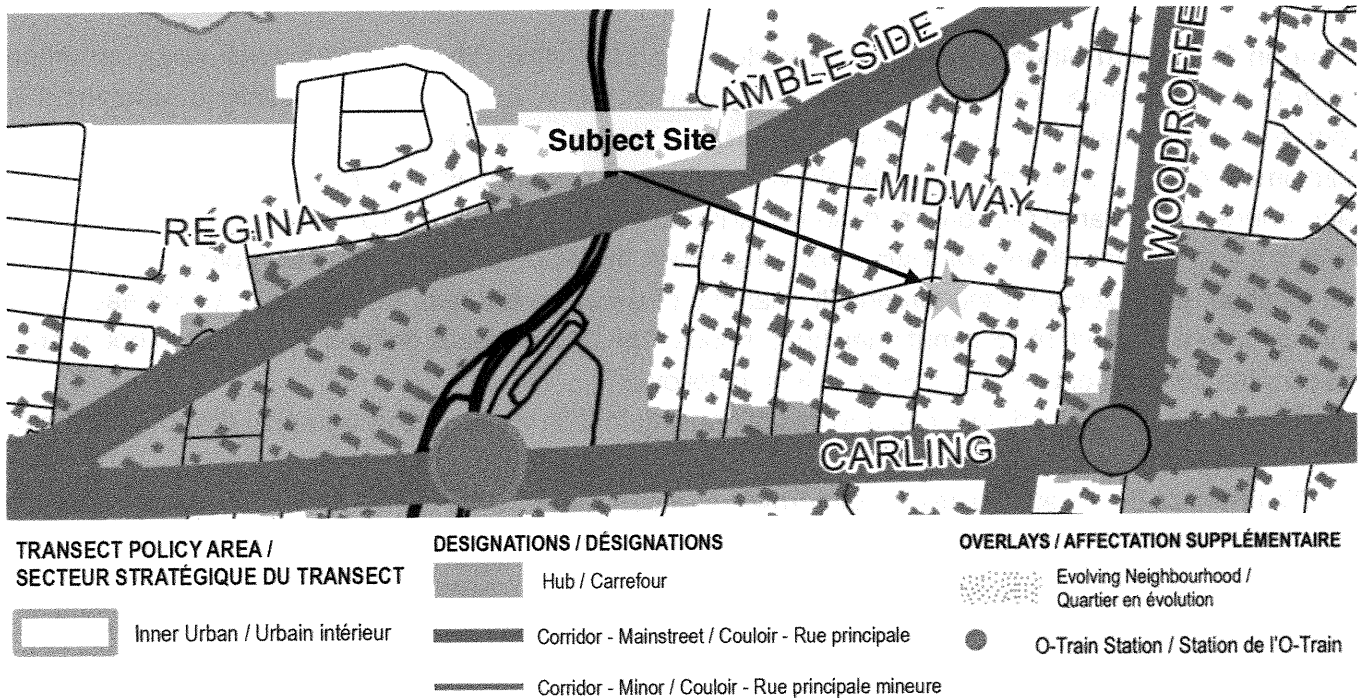 AMBLESIDE
WOODROFFE
Subject Site
MIDWAY
RÉGINA
CARLING
TRANSECT POLICY AREA /
SECTEUR STRATÉGIQUE DU TRANSECT
Inner Urban / Urbain intérieur
DESIGNATIONS / DÉSIGNATIONS
Hub / Carrefour
Corridor - Mainstreet / Couloir - Rue principale
Corridor - Minor / Couloir - Rue principale mineure
OVERLAYS / AFFECTATION SUPPLÉMENTAIRE
Evolving Neighbourhood /
Quartier en évolution
O-Train Station / Station de l'O-Train